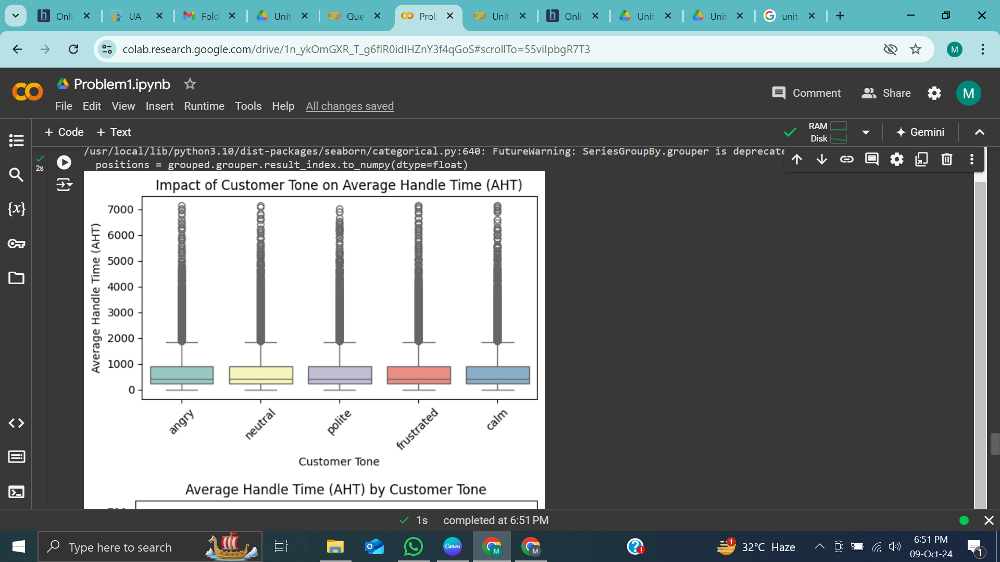 Onli
UA_
Fold
Unit
Que
Prob
Unit
Onli
Unit
Unit
unit
colab.research.google.com/drive/1n_ykOmGXR_T_g6fIR0idlHZnY3f4qGoS#scrollTo=55viIpbgR7T3
M
Problem1.ipynb
Comment
Share
M
File Edit View Insert Runtime Tools Help All changes saved
+ Code + Text
RAM
Disk
Gemini
2s
/usr/local/lib/python3.10/dist-packages/seaborn/categorical.py:640: FutureWarning: SeriesGroupBy.grouper is deprecate
positions = grouped.grouper.result_index.to_numpy(dtype=float)
{x}
Impact of Customer Tone on Average Handle Time (AHT)
Average Handle Time (AHT)
7000
6000
5000
4000
3000
2000
1000
0
angry
neutral
polite
frustrated
calm
Customer Tone
Average Handle Time (AHT) by Customer Tone
1s completed at 6:51 PM
Type here to search
Canva
M
M
1
32°C Haze
6:51 PM
09-Oct-24
1